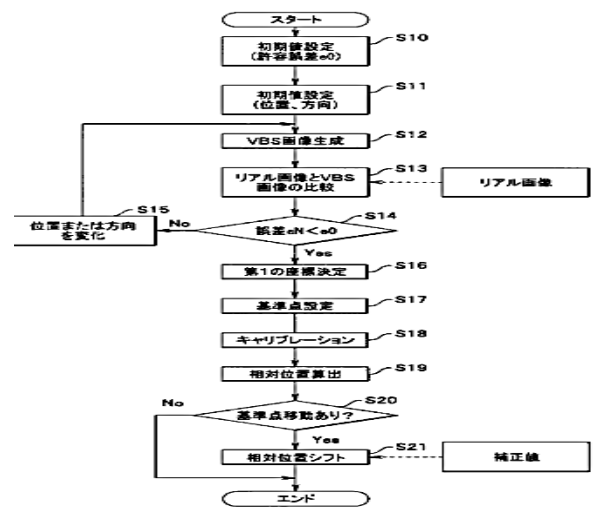 スタート
初期値設定
(許容誤差e0)
S10
初期値設定
(位置、方向)
S11
VBS画像生成
S12
リアル画像とVBS
画像の比較
S13
リアル画像
位置または方向
を変化
S15
No
誤差eN<e0
S14
Yes
第1の座標決定
S16
基準点設定
S17
キャリブレーション
S18
相対位置算出
S19
No
基準点移動あり?
S20
Yes
相対位置シフト
S21
補正値
エンド